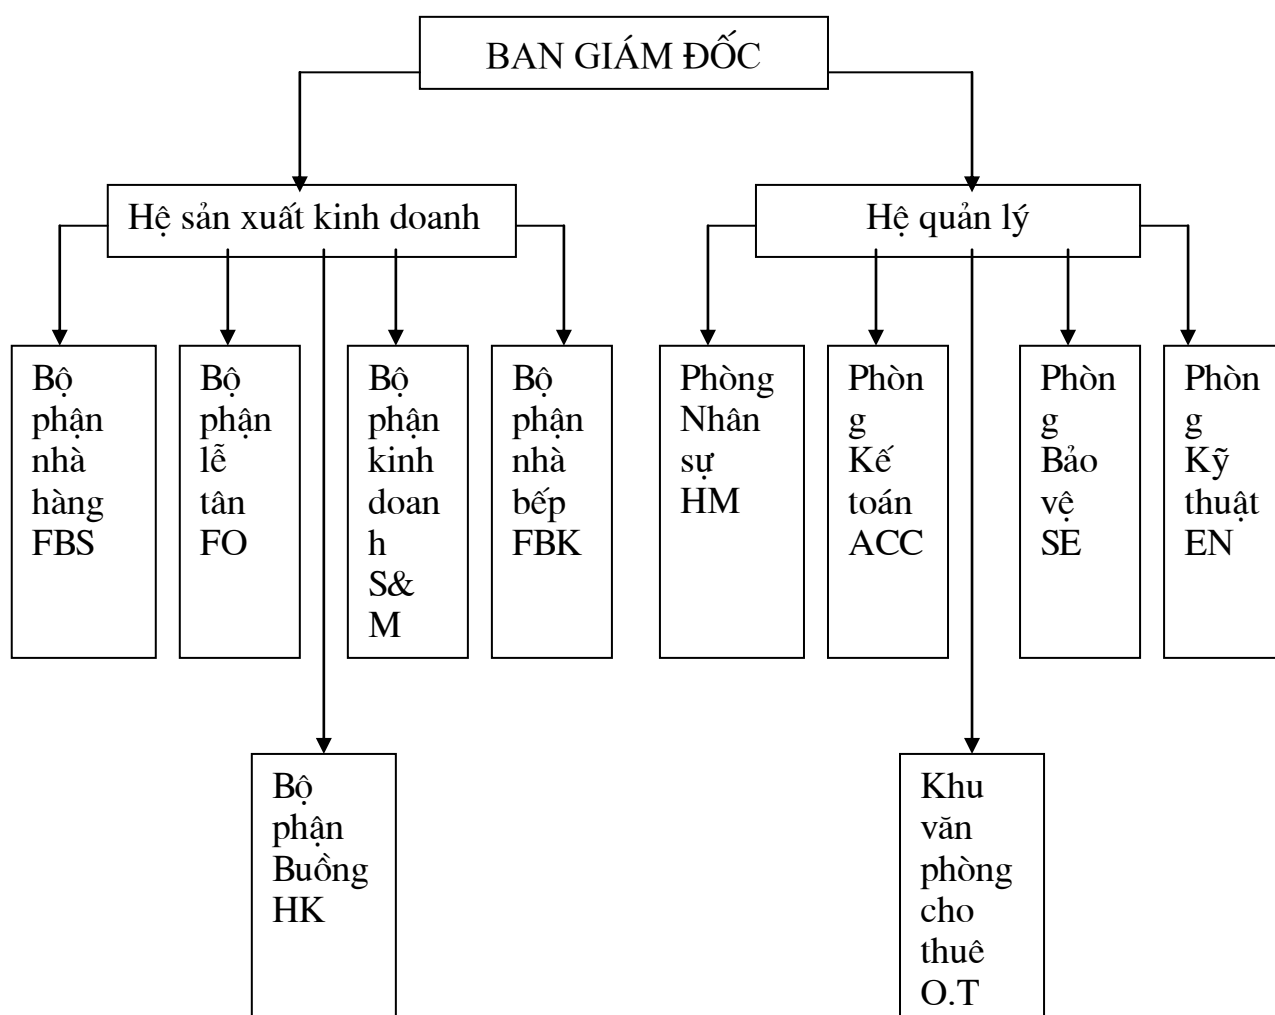 BAN GIÁM ĐỐC
Hệ sản xuất kinh doanh
Hệ quản lý
Bộ
phận
nhà
hàng
FBS
Bộ
phận
lễ
tân
FO
Bộ
phận
kinh
doan
h
S&
M
Bộ
phận
nhà
bếp
FBK
Phòng
Nhân
sự
HM
Phòn
g
Kế
toán
ACC
Phòn
g
Bảo
vệ
SE
Phòn
g
Kỹ
thuật
EN
Bộ
phận
Buồng
HK
Khu
văn
phòng
cho
thuê
O.T